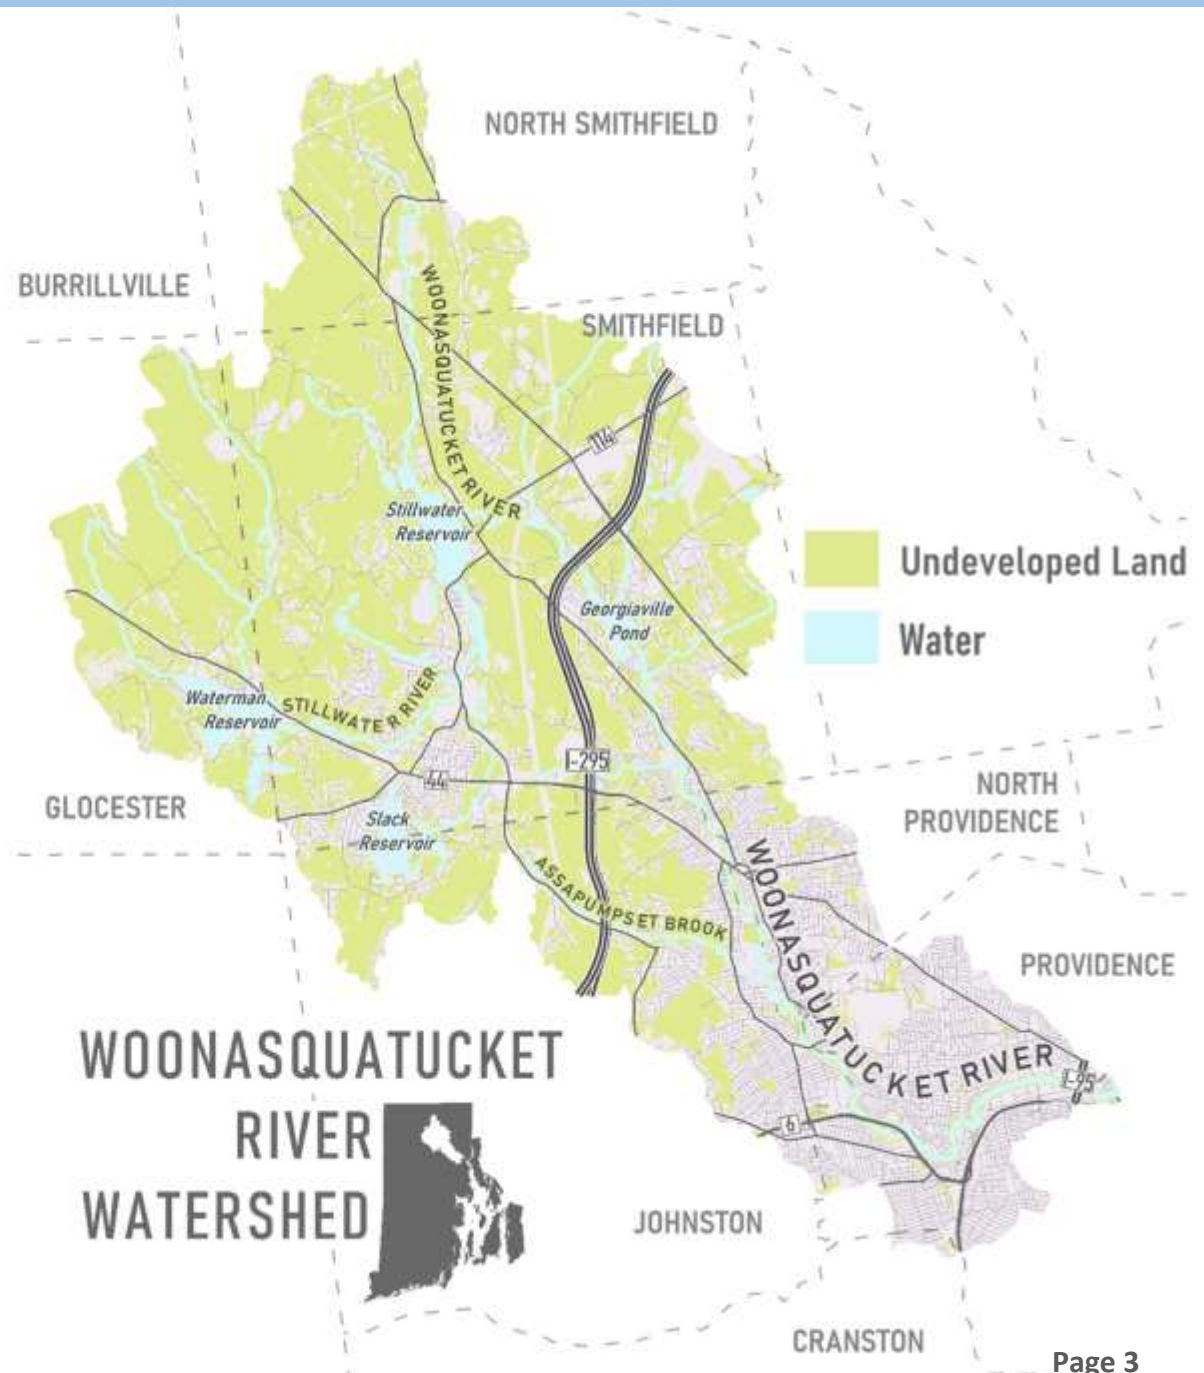 NORTH SMITHFIELD
BURRILLVILLE
SMITHFIELD
WOONASQUATUCKET RIVER
114
Stillwater
Reservoir
Undeveloped Land
Water
Georgiaville
Pond
Waterman
Reservoir
STILLWATER RIVER
I-295
44
GLOCESTER
Slack
Reservoir
NORTH
PROVIDENCE
ASSAPUMPSET BROOK
WOONASQUATUCKET RIVER
PROVIDENCE
I-95
6
WOONASQUATUCKET
RIVER
WATERSHED
JOHNSTON
CRANSTON
Page 3